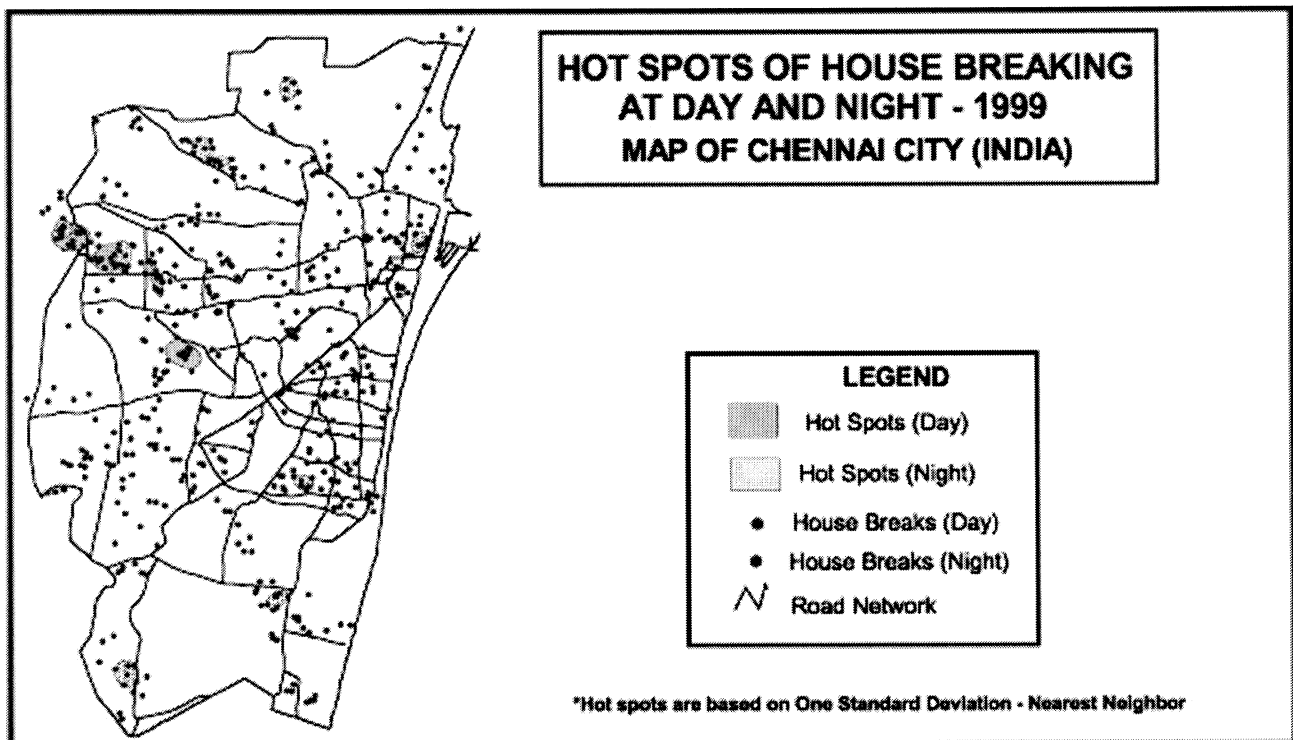 HOT SPOTS OF HOUSE BREAKING
AT DAY AND NIGHT - 1999
MAP OF CHENNAI CITY (INDIA)
LEGEND
Hot Spots (Day)
Hot Spots (Night)
House Breaks (Day)
House Breaks (Night)
Road Network
*Hot spots are based on One Standard Deviation - Nearest Neighbor